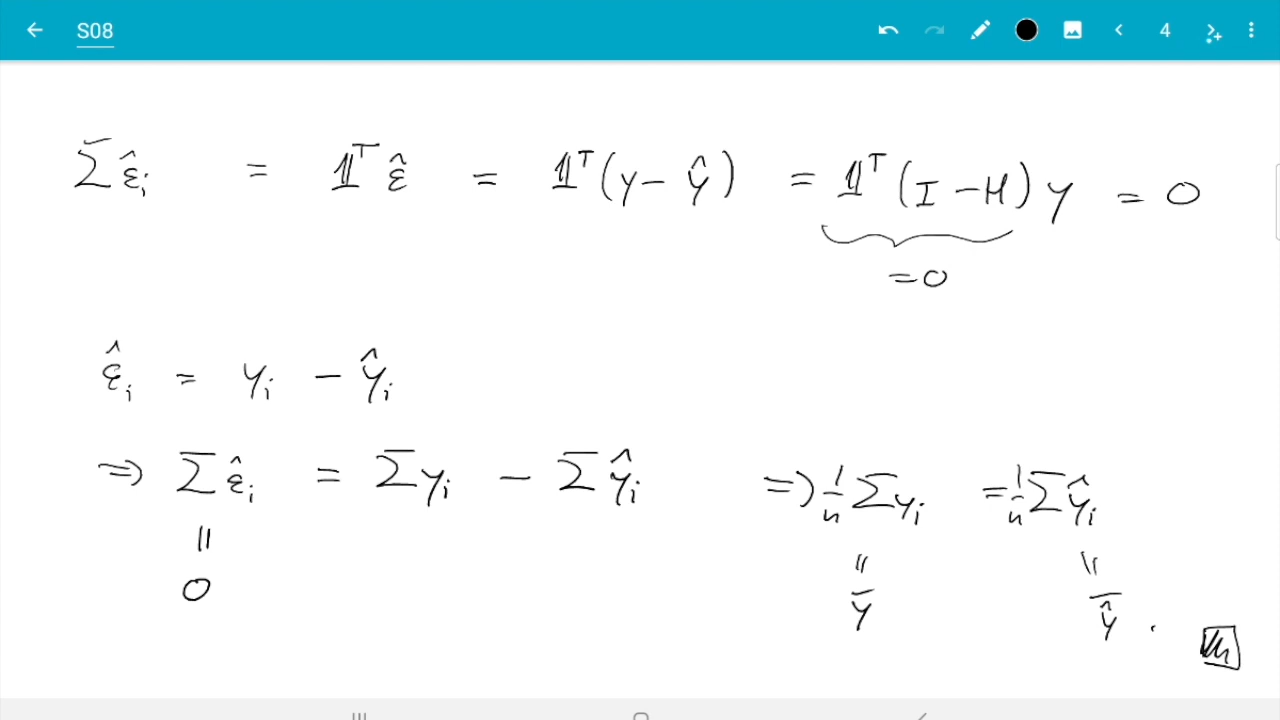 S08
4
∑ ε̂ᵢ = 𝟙ᵀ ε̂ = 𝟙ᵀ (y − ŷ) = 𝟙ᵀ (I − H) y = 0
= 0
ε̂ᵢ = yᵢ − ŷᵢ
⇒ ∑ ε̂ᵢ = ∑ yᵢ − ∑ ŷᵢ ⇒ 1/n ∑ yᵢ = 1/n ∑ ŷᵢ
|| || ||
0 y̅ ŷ̅ .